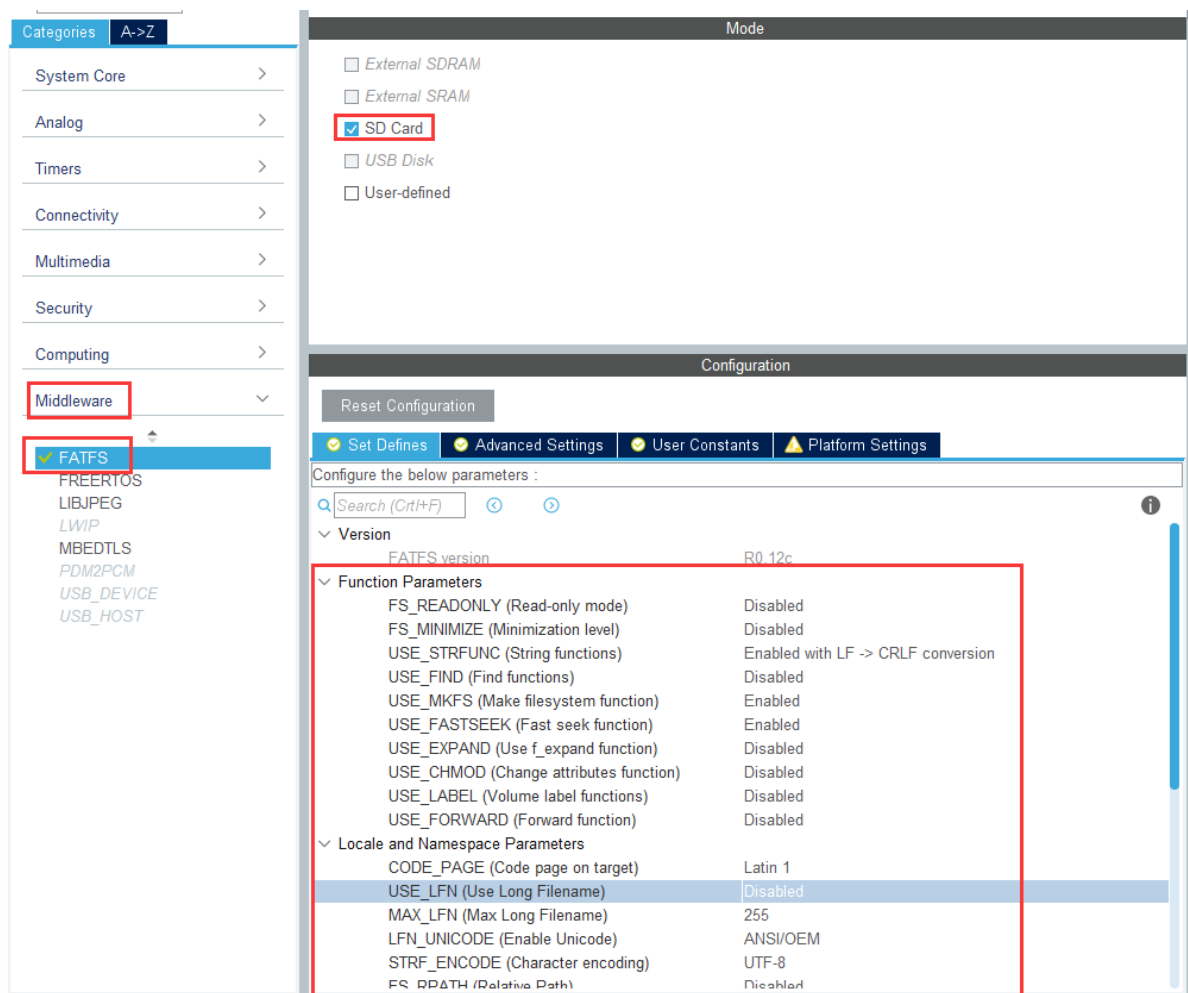 Categories A->Z
System Core
Analog
Timers
Connectivity
Multimedia
Security
Computing
Middleware
FATFS
FREERTOS
LIBJPEG
LWIP
MBEDTLS
PDM2PCM
USB_DEVICE
USB_HOST
Mode
External SDRAM
External SRAM
SD Card
USB Disk
User-defined
Configuration
Reset Configuration
Set Defines Advanced Settings User Constants Platform Settings
Configure the below parameters :
Search (Crtl+F)
Version
FATFS version R0.12c
Function Parameters
FS_READONLY (Read-only mode) Disabled
FS_MINIMIZE (Minimization level) Disabled
USE_STRFUNC (String functions) Enabled with LF -> CRLF conversion
USE_FIND (Find functions) Disabled
USE_MKFS (Make filesystem function) Enabled
USE_FASTSEEK (Fast seek function) Enabled
USE_EXPAND (Use f_expand function) Disabled
USE_CHMOD (Change attributes function) Disabled
USE_LABEL (Volume label functions) Disabled
USE_FORWARD (Forward function) Disabled
Locale and Namespace Parameters
CODE_PAGE (Code page on target) Latin 1
USE_LFN (Use Long Filename) Disabled
MAX_LFN (Max Long Filename) 255
LFN_UNICODE (Enable Unicode) ANSI/OEM
STRF_ENCODE (Character encoding) UTF-8
FS_RPATH (Relative Path) Disabled